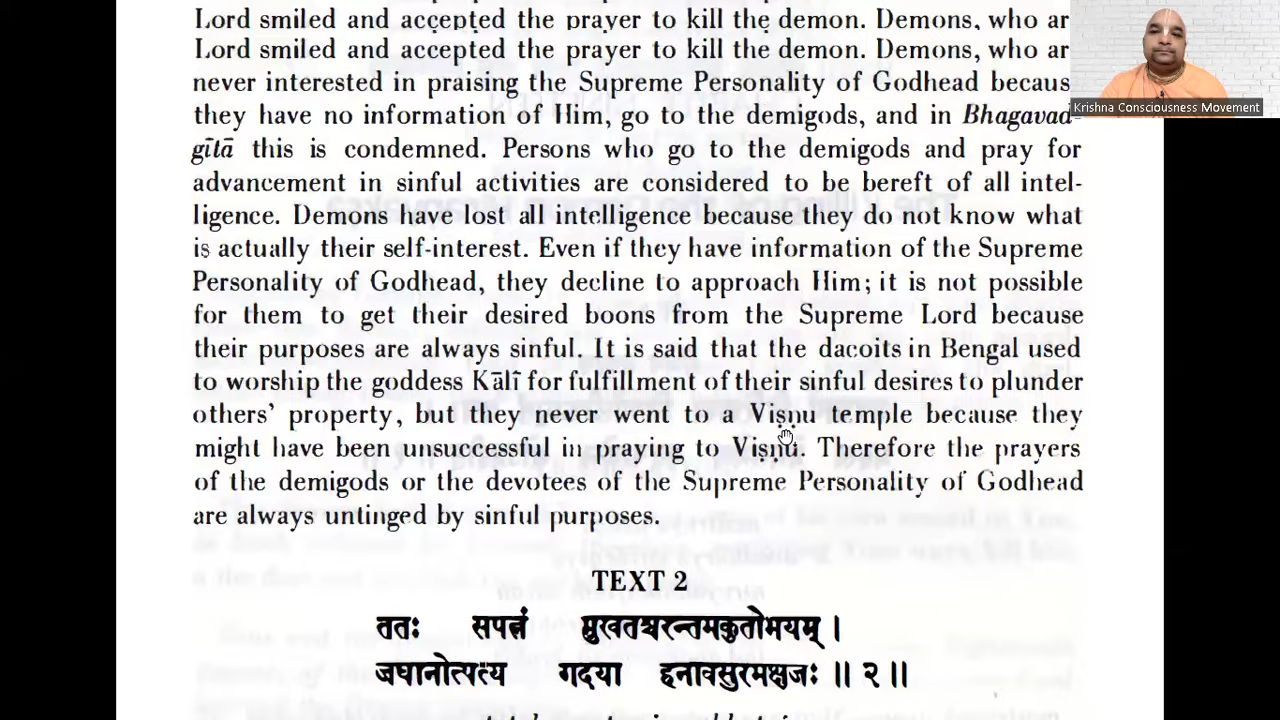 Lord smiled and accepted the prayer to kill the demon. Demons, who ar
Lord smiled and accepted the prayer to kill the demon. Demons, who ar
never interested in praising the Supreme Personality of Godhead becaus
they have no information of Him, go to the demigods, and in Bhagavad-
gītā this is condemned. Persons who go to the demigods and pray for
advancement in sinful activities are considered to be bereft of all intel-
ligence. Demons have lost all intelligence because they do not know what
is actually their self-interest. Even if they have information of the Supreme
Personality of Godhead, they decline to approach Him; it is not possible
for them to get their desired boons from the Supreme Lord because
their purposes are always sinful. It is said that the dacoits in Bengal used
to worship the goddess Kālī for fulfillment of their sinful desires to plunder
others' property, but they never went to a Viṣṇu temple because they
might have been unsuccessful in praying to Viṣṇu. Therefore the prayers
of the demigods or the devotees of the Supreme Personality of Godhead
are always untinged by sinful purposes.
TEXT 2
ततः सपत्नं मुखतश्चरन्तमकुतोभयम् ।
जघानोत्पत्य गदया हनावसुरमक्षजः ॥ २ ॥
Krishna Consciousness Movement